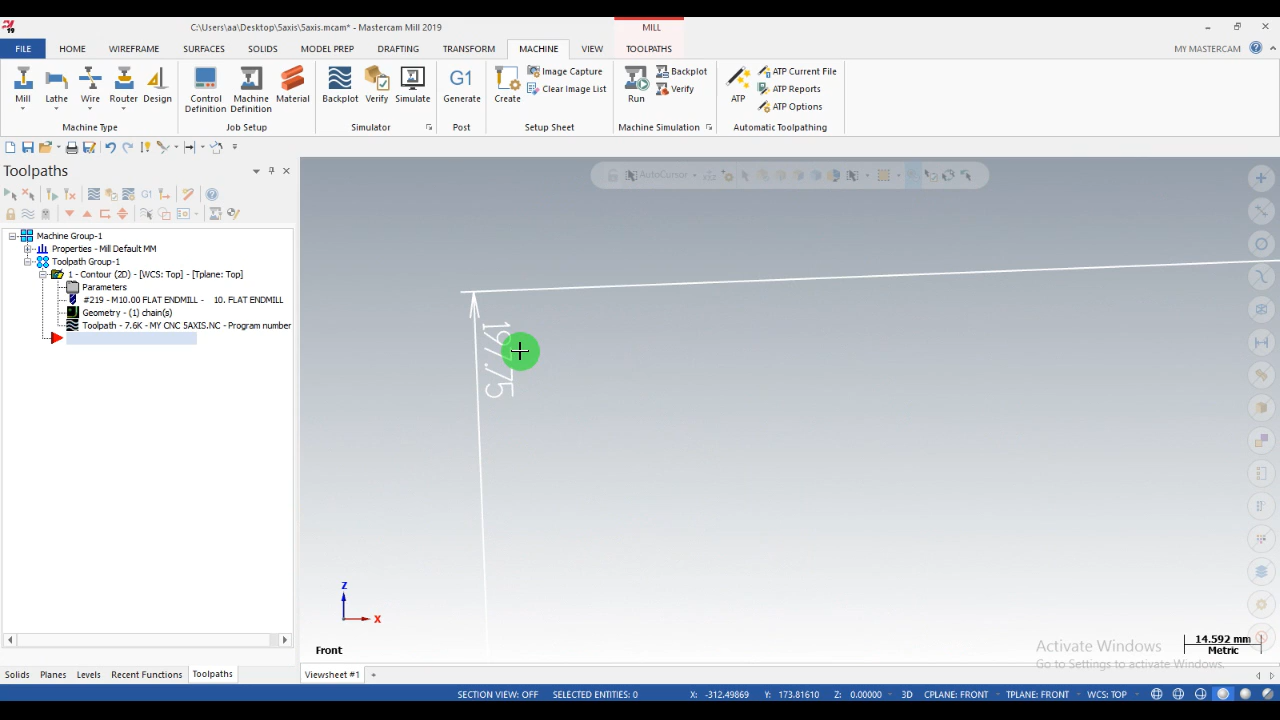 C:\Users\aa\Desktop\5axis\5axis.mcam* - Mastercam Mill 2019
MILL
FILE HOME WIREFRAME SURFACES SOLIDS MODEL PREP DRAFTING TRANSFORM MACHINE VIEW TOOLPATHS MY MASTERCAM
Mill Lathe Wire Router Design
Machine Type
Control Definition Machine Definition Material
Job Setup
Backplot Verify Simulate
Simulator
G1
Generate
Post
Create Image Capture
Clear Image List
Setup Sheet
Run Backplot
Verify
Machine Simulation
ATP ATP Current File
ATP Reports
ATP Options
Automatic Toolpathing
Toolpaths
AutoCursor
G1
Machine Group-1
Properties - Mill Default MM
Toolpath Group-1
1 - Contour (2D) - [WCS: Top] - [Tplane: Top]
Parameters
#219 - M10.00 FLAT ENDMILL - 10. FLAT ENDMILL
Geometry - (1) chain(s)
Toolpath - 7.6K - MY CNC 5AXIS.NC - Program number
197.75
Z
X
Front
14.592 mm
Metric
Activate Windows
Go to Settings to activate Windows.
Solids Planes Levels Recent Functions Toolpaths
Viewsheet #1
+
SECTION VIEW: OFF SELECTED ENTITIES: 0 X: -312.49869 Y: 173.81610 Z: 0.00000 3D CPLANE: FRONT TPLANE: FRONT WCS: TOP